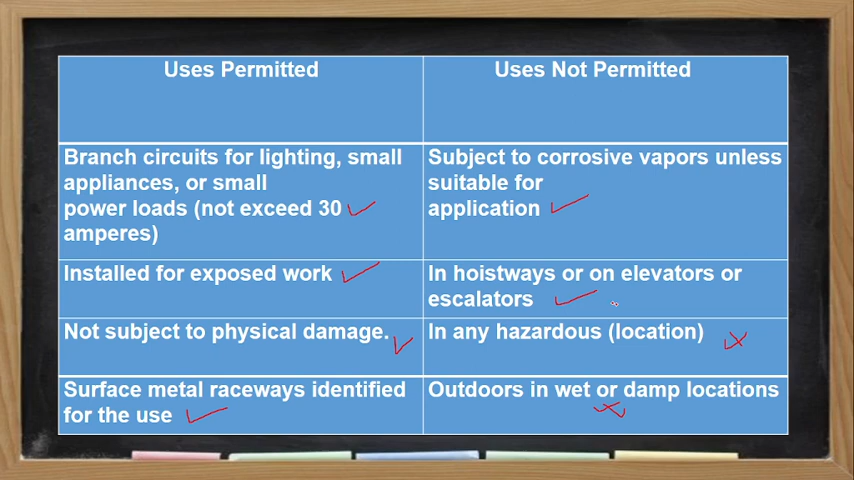 Uses Permitted
Uses Not Permitted
Branch circuits for lighting, small
appliances, or small
power loads (not exceed 30
amperes)
Subject to corrosive vapors unless
suitable for
application
Installed for exposed work
In hoistways or on elevators or
escalators
Not subject to physical damage.
In any hazardous (location)
Surface metal raceways identified
for the use
Outdoors in wet or damp locations